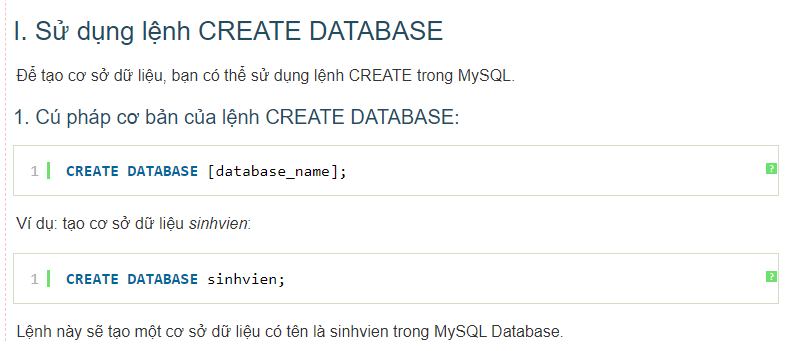 I. Sử dụng lệnh CREATE DATABASE
Để tạo cơ sở dữ liệu, bạn có thể sử dụng lệnh CREATE trong MySQL.
1. Cú pháp cơ bản của lệnh CREATE DATABASE:
1 CREATE DATABASE [database_name]; ?
Ví dụ: tạo cơ sở dữ liệu sinhvien:
1 CREATE DATABASE sinhvien; ?
Lệnh này sẽ tạo một cơ sở dữ liệu có tên là sinhvien trong MySQL Database.